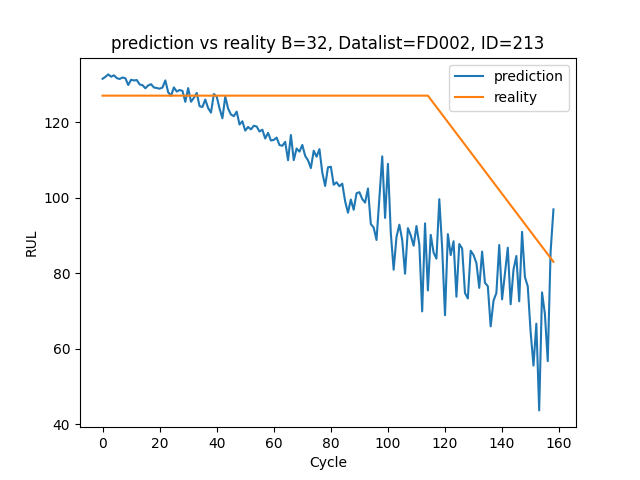 prediction vs reality B=32, Datalist=FD002, ID=213
prediction
reality
RUL
120
100
80
60
40
0 20 40 60 80 100 120 140 160
Cycle